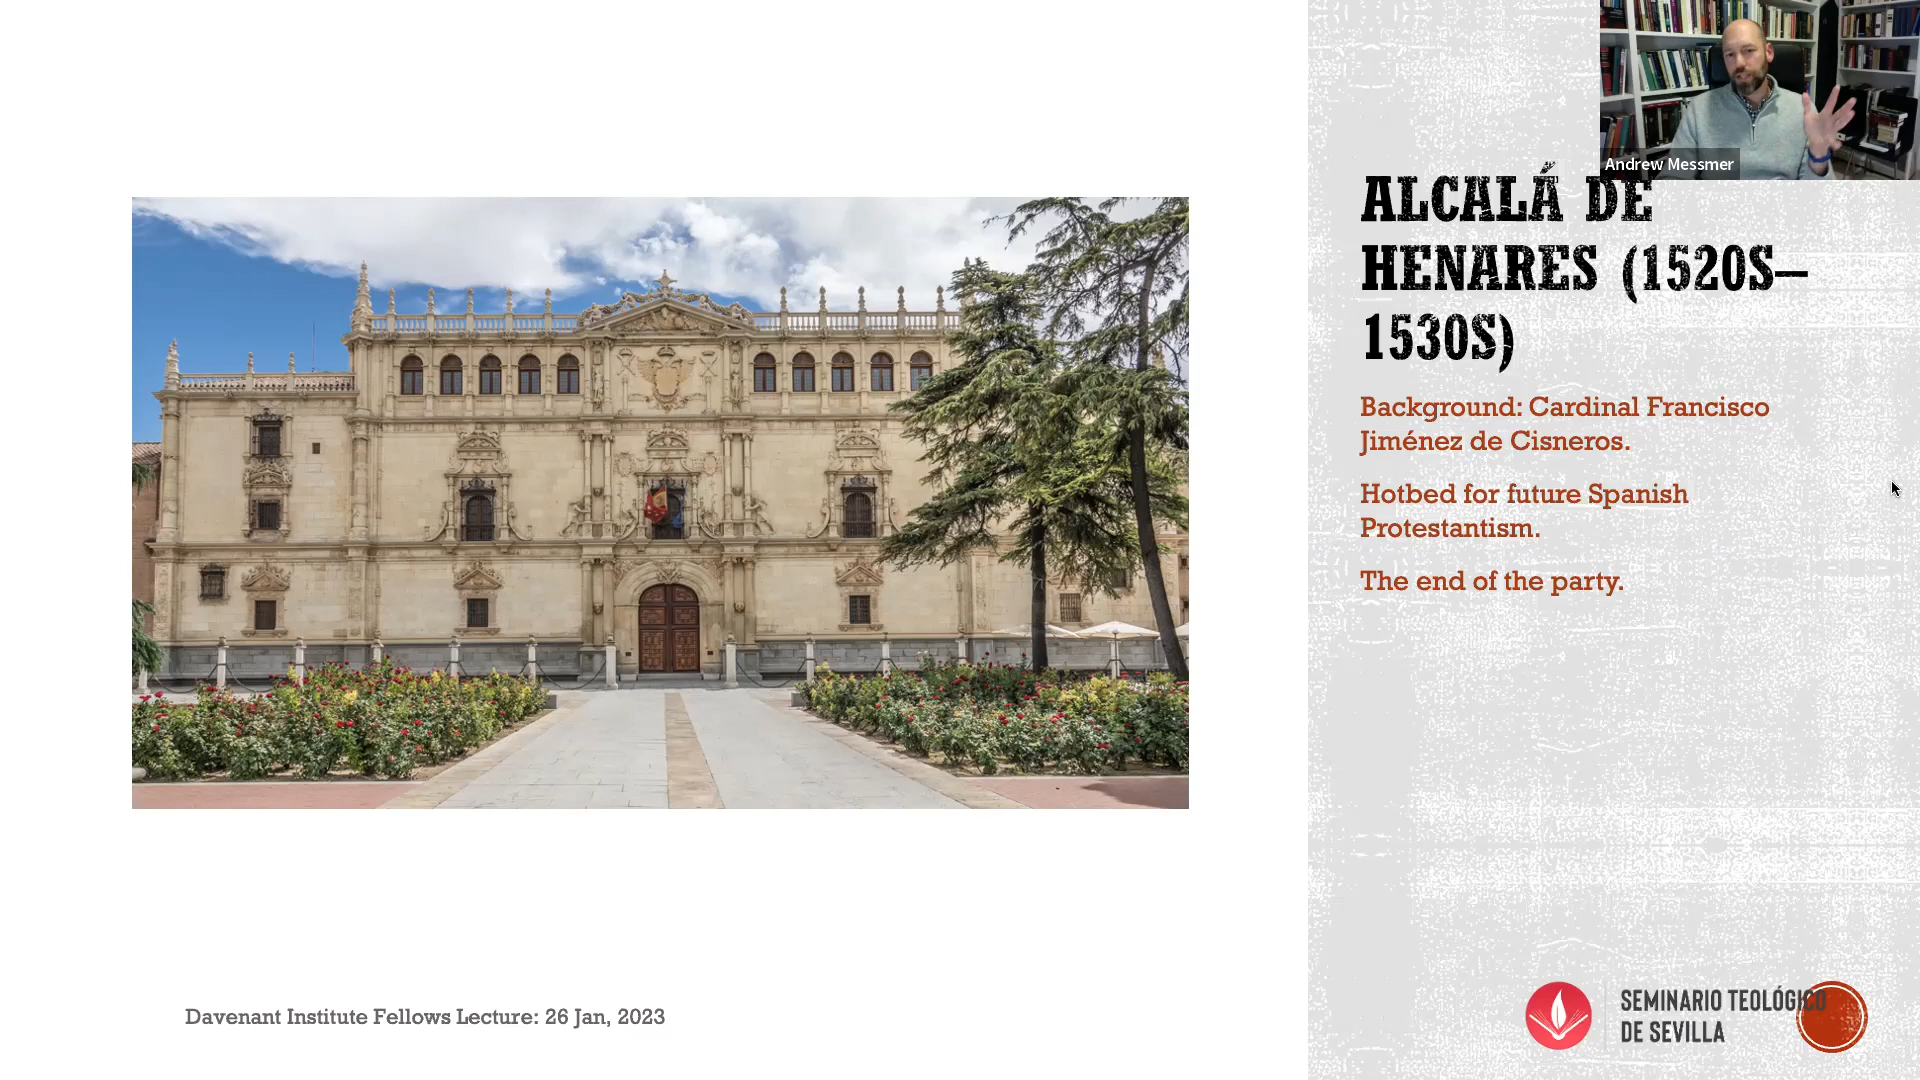 Andrew Messmer
ALCALÁ DE
HENARES (1520S–
1530S)
Background: Cardinal Francisco
Jiménez de Cisneros.
Hotbed for future Spanish
Protestantism.
The end of the party.
Davenant Institute Fellows Lecture: 26 Jan, 2023
SEMINARIO TEOLÓGICO
DE SEVILLA